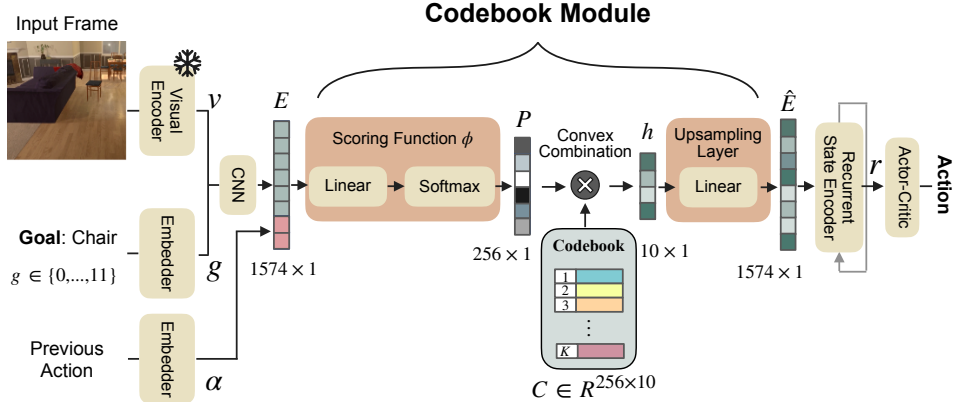 Codebook Module
Input Frame
Visual
Encoder
v
E
Ê
P
h
Scoring Function ϕ
Convex
Combination
Upsampling
Layer
CNN
Linear
Softmax
Linear
Recurrent
State Encoder
r
Actor-Critic
Action
Goal: Chair
g ∈ {0,...,11}
Embedder
g
1574 × 1
256 × 1
Codebook
10 × 1
1574 × 1
1
2
3
⋮
K
Previous
Action
Embedder
α
C ∈ R^{256×10}